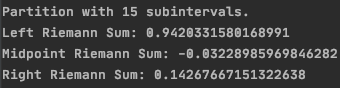 Partition with 15 subintervals.
Left Riemann Sum: 0.9420331580168991
Midpoint Riemann Sum: -0.03228985969846282
Right Riemann Sum: 0.14267667151322638